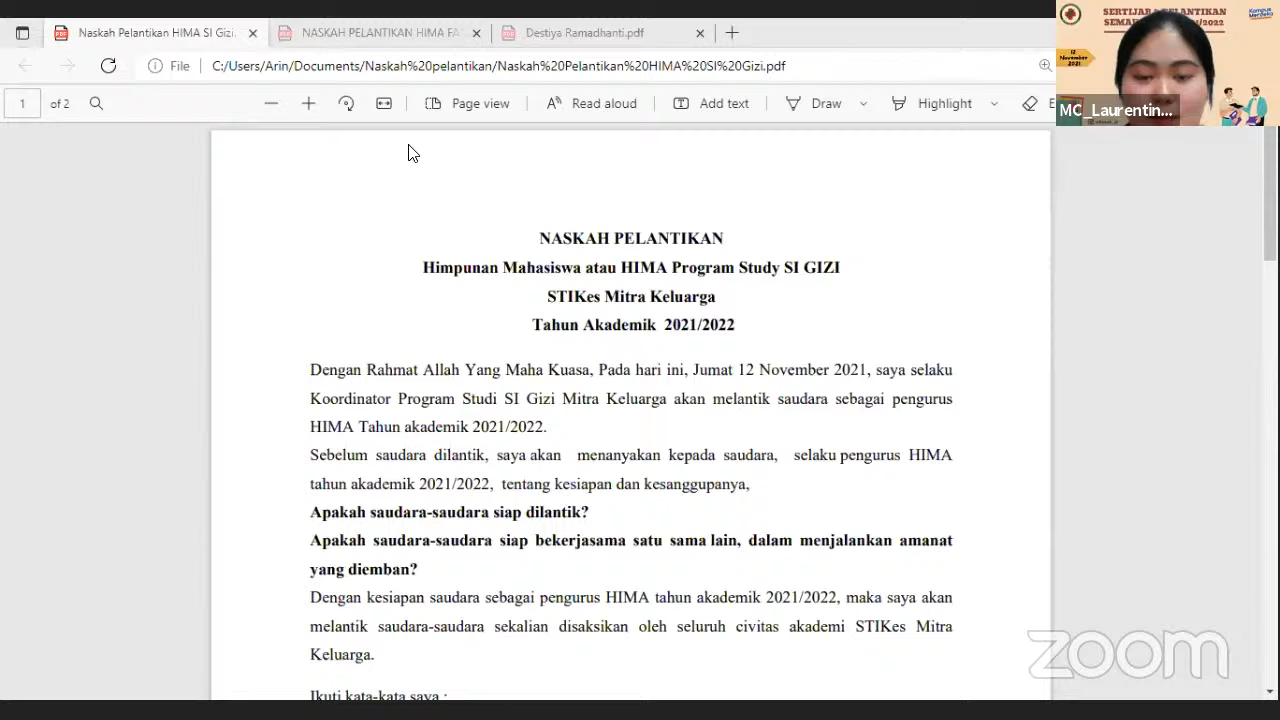 Naskah Pelantikan HIMA SI Gizi.
NASKAH PELANTIKAN HIMA FA
Destiya Ramadhanti.pdf
File
C:/Users/Arin/Documents/Naskah%20pelantikan/Naskah%20Pelantikan%20HIMA%20SI%20Gizi.pdf
1 of 2
Page view
Read aloud
Add text
Draw
Highlight
E
SERTIJAR & PELANTIKAN
Kampus Merdeka
12 November 2021
MC_Laurentin...
NASKAH PELANTIKAN
Himpunan Mahasiswa atau HIMA Program Study SI GIZI
STIKes Mitra Keluarga
Tahun Akademik 2021/2022
Dengan Rahmat Allah Yang Maha Kuasa, Pada hari ini, Jumat 12 November 2021, saya selaku
Koordinator Program Studi SI Gizi Mitra Keluarga akan melantik saudara sebagai pengurus
HIMA Tahun akademik 2021/2022.
Sebelum saudara dilantik, saya akan menanyakan kepada saudara, selaku pengurus HIMA
tahun akademik 2021/2022, tentang kesiapan dan kesanggupanya,
Apakah saudara-saudara siap dilantik?
Apakah saudara-saudara siap bekerjasama satu sama lain, dalam menjalankan amanat
yang diemban?
Dengan kesiapan saudara sebagai pengurus HIMA tahun akademik 2021/2022, maka saya akan
melantik saudara-saudara sekalian disaksikan oleh seluruh civitas akademi STIKes Mitra
Keluarga.
Ikuti kata-kata saya :
zoom